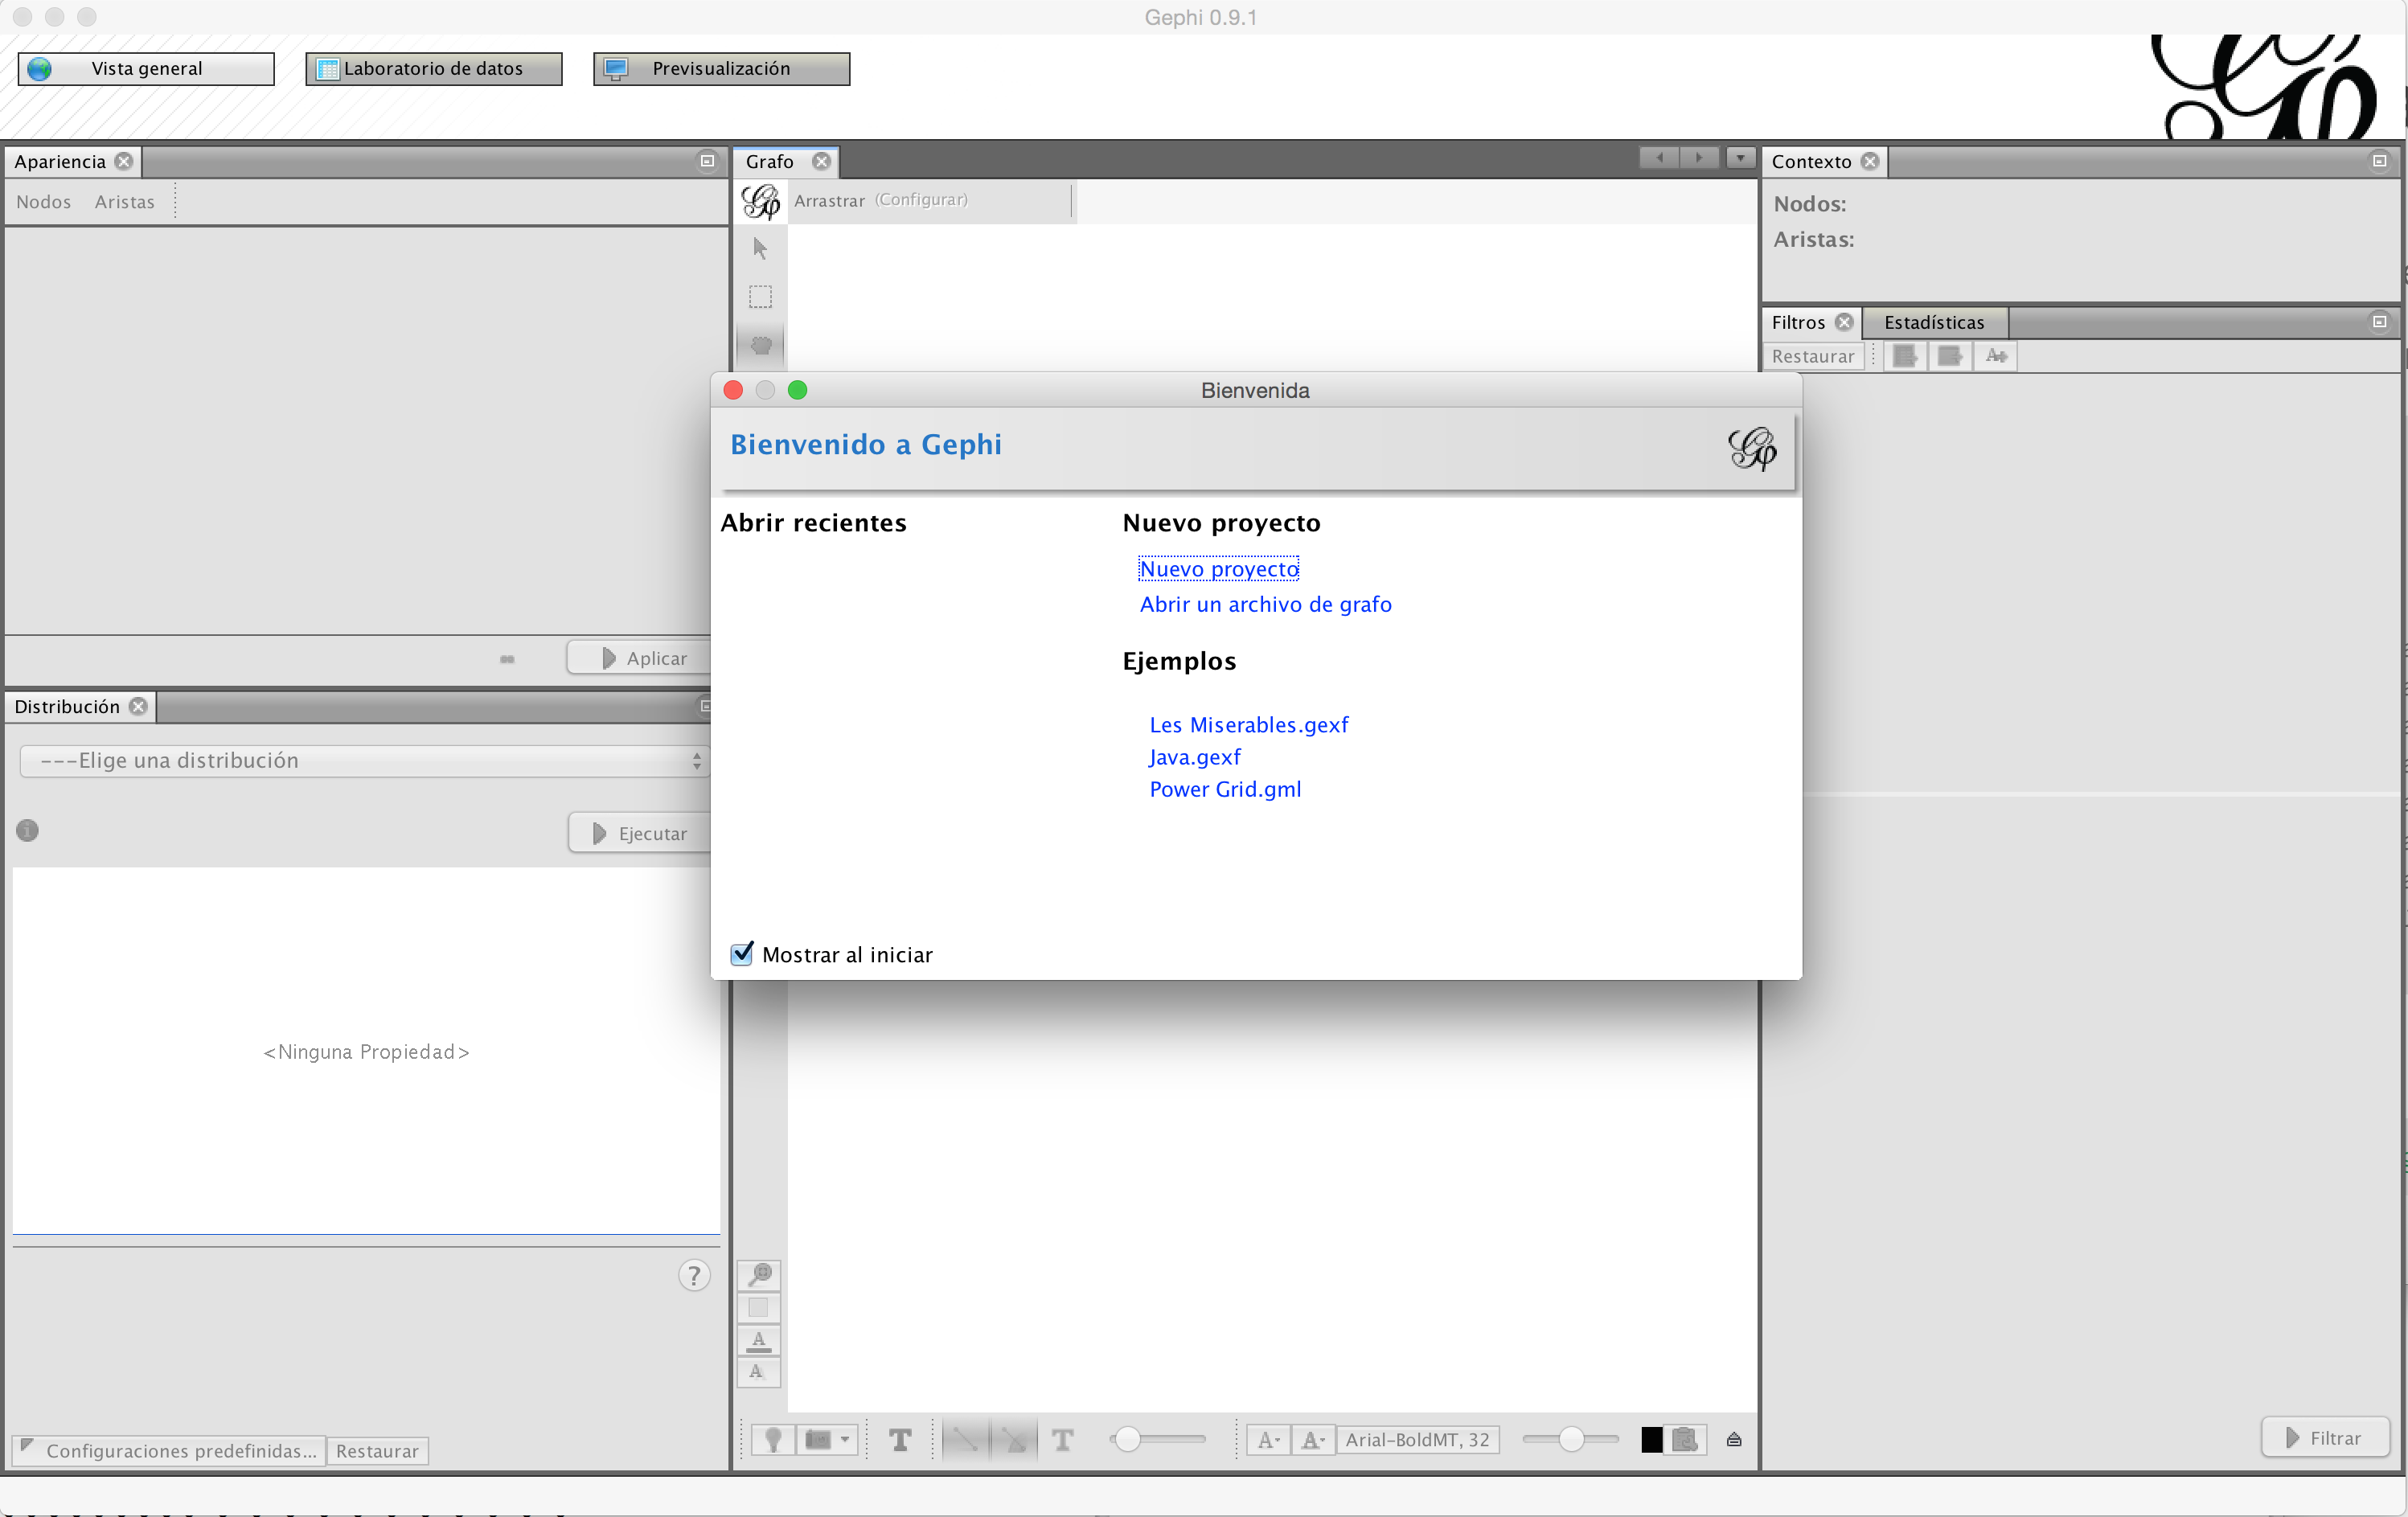 Gephi 0.9.1
Vista general
Laboratorio de datos
Previsualización
Apariencia
Nodos Aristas
Aplicar
Distribución
---Elige una distribución
Ejecutar
<Ninguna Propiedad>
?
Configuraciones predefinidas...
Restaurar
Grafo
Arrastrar (Configurar)
Bienvenida
Bienvenido a Gephi
Abrir recientes
Nuevo proyecto
Nuevo proyecto
Abrir un archivo de grafo
Ejemplos
Les Miserables.gexf
Java.gexf
Power Grid.gml
Mostrar al iniciar
A
A
T
T
A
A
Arial-BoldMT, 32
Contexto
Nodos:
Aristas:
Filtros
Estadísticas
Restaurar
A
Filtrar